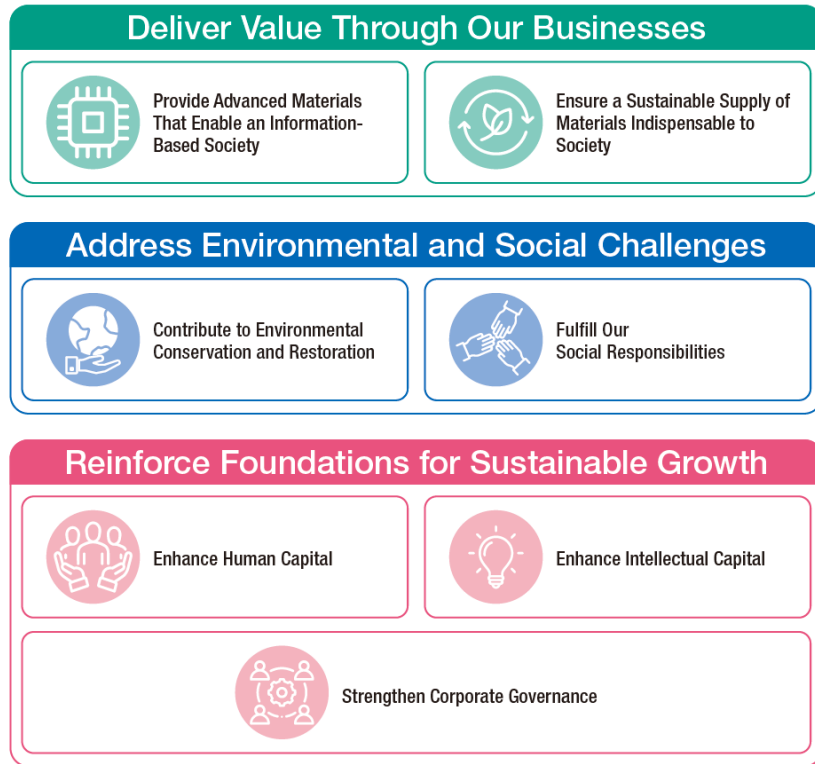 Deliver Value Through Our Businesses
Provide Advanced Materials
That Enable an Information-
Based Society
Ensure a Sustainable Supply of
Materials Indispensable to
Society
Address Environmental and Social Challenges
Contribute to Environmental
Conservation and Restoration
Fulfill Our
Social Responsibilities
Reinforce Foundations for Sustainable Growth
Enhance Human Capital
Enhance Intellectual Capital
Strengthen Corporate Governance